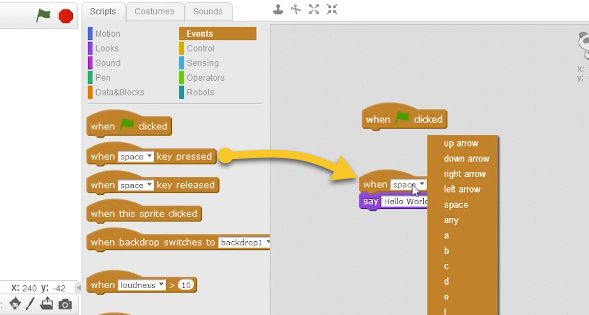 Scripts Costumes Sounds
Motion Events
Looks Control
Sound Sensing
Pen Operators
Data&Blocks Robots
when clicked
when space key pressed
when space key released
when this sprite clicked
when backdrop switches to backdrop1
when loudness > 10
x: 240 y: -42
x:
y:
when clicked
when space
say Hello World
up arrow
down arrow
right arrow
left arrow
space
any
a
b
c
d
e
f